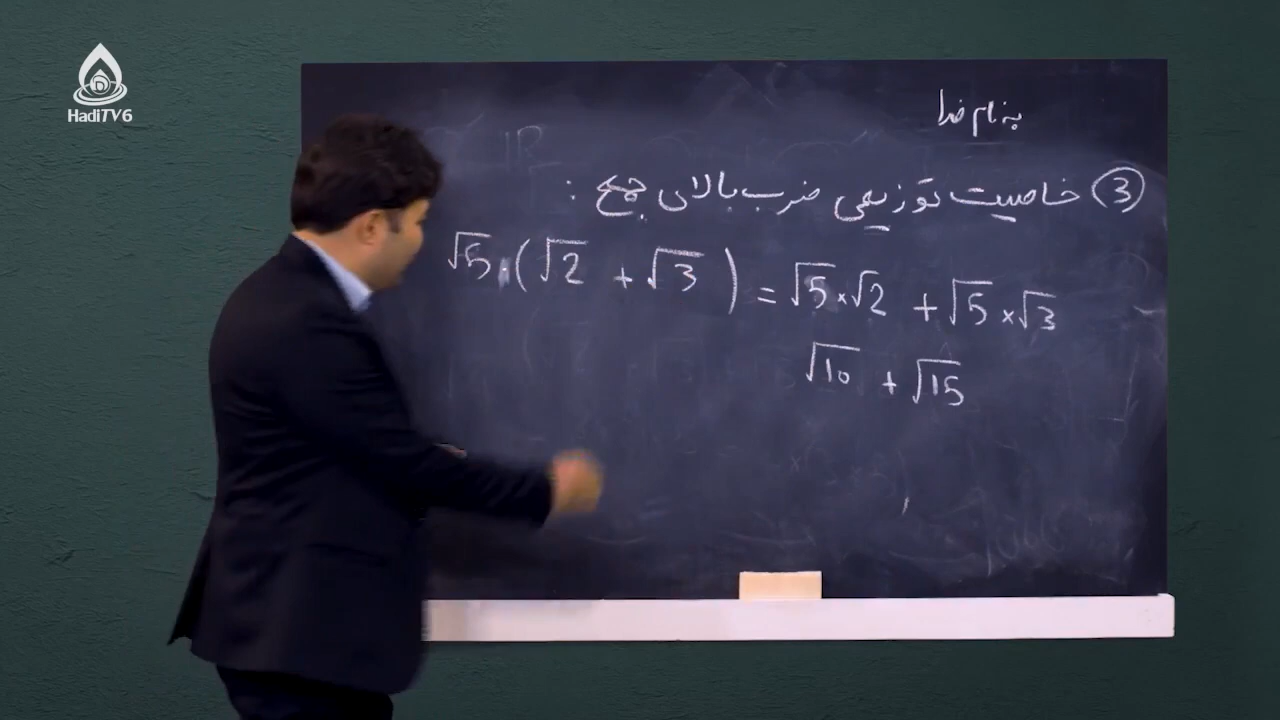 HadiTV6
به نام خدا
③ خاصیت توزیعی ضرب بالای جمع :
√5 . (√2 + √3) = √5 × √2 + √5 × √3
√10 + √15